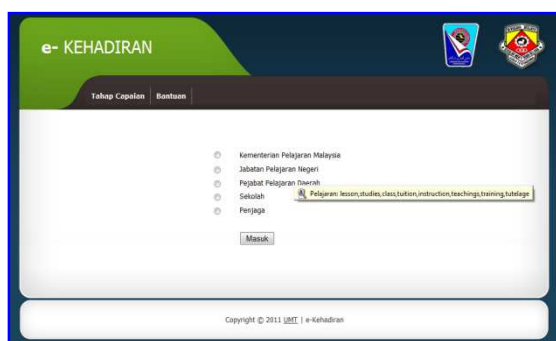 e- KEHADIRAN
Tahap Capaian | Bantuan
Kementerian Pelajaran Malaysia
Jabatan Pelajaran Negeri
Pejabat Pelajaran Daerah
Pelajaran: lesson,studies,class,tuition,instruction,teachings,training,tutelage
Sekolah
Penjaga
Masuk
Copyright © 2011 UMT | e-Kehadiran